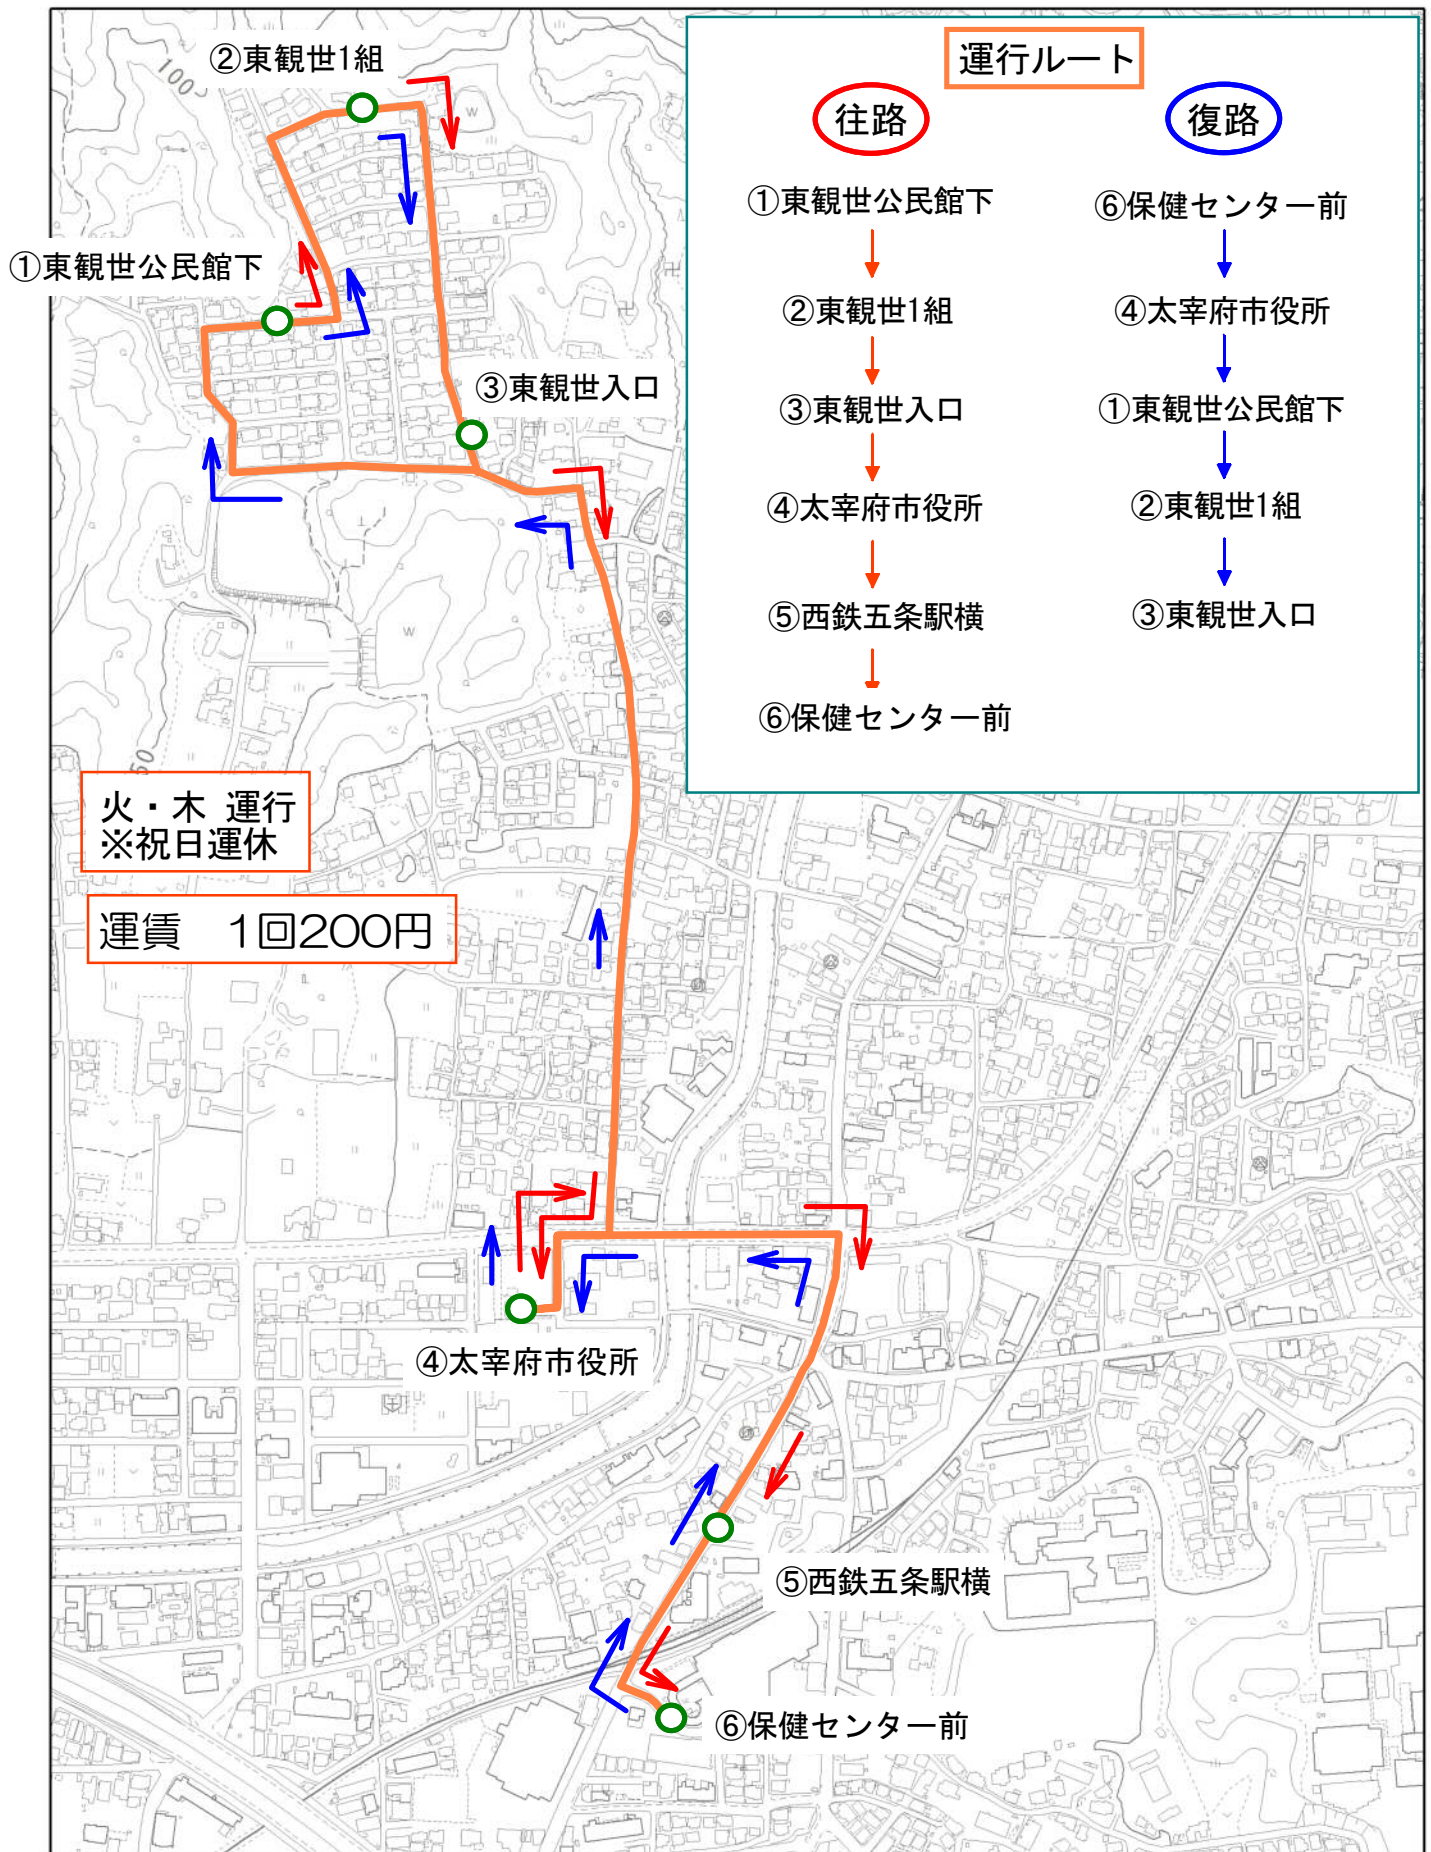 運行ルート
往路
①東観世公民館下
②東観世1組
③東観世入口
④太宰府市役所
⑤西鉄五条駅横
⑥保健センター前
復路
⑥保健センター前
④太宰府市役所
①東観世公民館下
②東観世1組
③東観世入口
②東観世1組
100
①東観世公民館下
③東観世入口
W
W
50
火・木 運行
※祝日運休
運賃 1回200円
④太宰府市役所
⑤西鉄五条駅横
⑥保健センター前